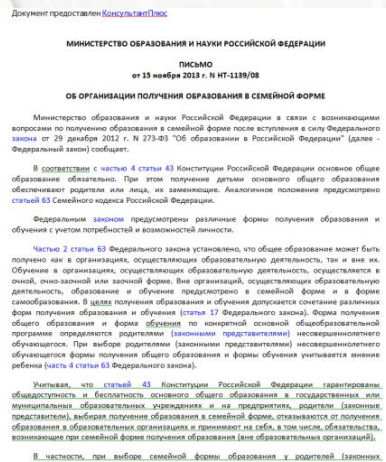 Документ предоставлен КонсультантПлюс
МИНИСТЕРСТВО ОБРАЗОВАНИЯ И НАУКИ РОССИЙСКОЙ ФЕДЕРАЦИИ
ПИСЬМО
от 15 ноября 2013 г. N НТ-1139/08
ОБ ОРГАНИЗАЦИИ ПОЛУЧЕНИЯ ОБРАЗОВАНИЯ В СЕМЕЙНОЙ ФОРМЕ
Министерство образования и науки Российской Федерации в связи с возникающими
вопросами по получению образования в семейной форме после вступления в силу Федерального
закона от 29 декабря 2012 г. N 273-ФЗ "Об образовании в Российской Федерации" (далее -
Федеральный закон) сообщает.
В соответствии с частью 4 статьи 43 Конституции Российской Федерации основное общее
образование обязательно. При этом получение детьми основного общего образования
обеспечивают родители или лица, их заменяющие. Аналогичное положение предусмотрено
статьей 63 Семейного кодекса Российской Федерации.
Федеральным законом предусмотрены различные формы получения образования и
обучения с учетом потребностей и возможностей личности.
Частью 2 статьи 63 Федерального закона установлено, что общее образование может быть
получено как в организациях, осуществляющих образовательную деятельность, так и вне их.
Обучение в организациях, осуществляющих образовательную деятельность, осуществляется в
очной, очно-заочной или заочной форме. Вне организаций, осуществляющих образовательную
деятельность, образование и обучение предусмотрено в семейной форме и в форме
самообразования. В целях получения образования и обучения допускается сочетание различных
форм получения образования и обучения (статья 17 Федерального закона). Форма получения
общего образования и форма обучения по конкретной основной общеобразовательной
программе определяются родителями (законными представителями) несовершеннолетнего
обучающегося. При выборе родителями (законными представителями) несовершеннолетнего
обучающегося формы получения общего образования и формы обучения учитывается мнение
ребенка (часть 4 статьи 63 Федерального закона).
Учитывая, что статьей 43 Конституции Российской Федерации гарантированы
общедоступность и бесплатность основного общего образования в государственных или
муниципальных образовательных учреждениях и на предприятиях, родители (законные
представители), выбирая получение образования в семейной форме, отказываются от получения
образования в образовательных организациях и принимают на себя, в том числе, обязательства,
возникающие при семейной форме получения образования (вне образовательных организаций).
В частности, при выборе семейной формы образования у родителей (законных